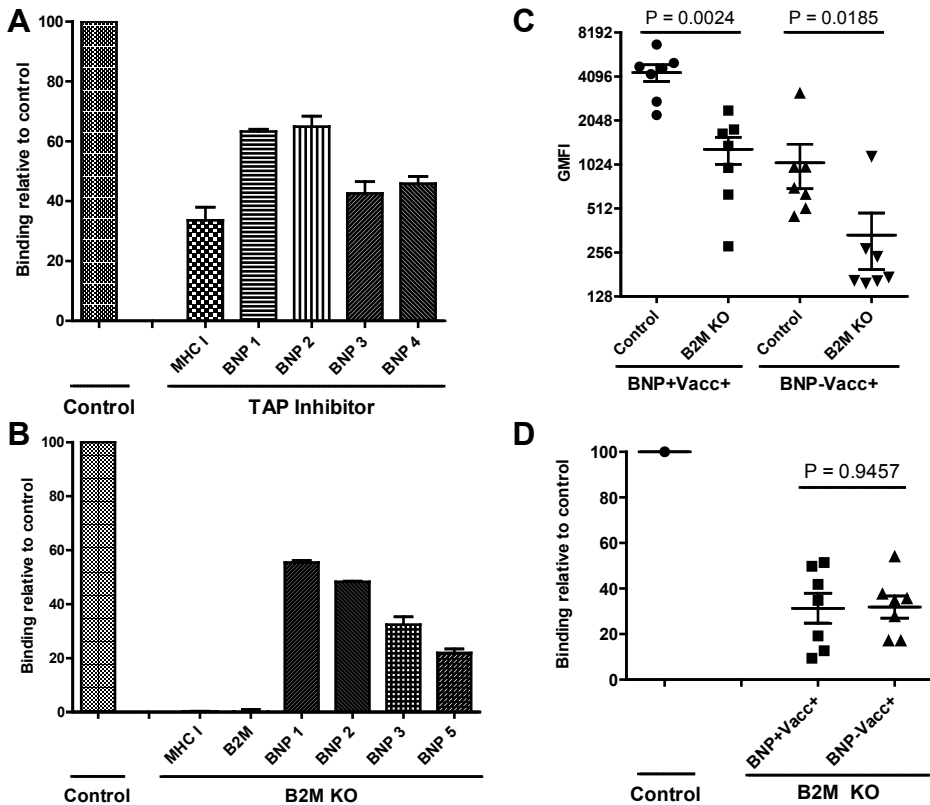 A
Binding relative to control
100
80
60
40
20
0
MHC I
BNP 1
BNP 2
BNP 3
BNP 4
Control
TAP Inhibitor
B
Binding relative to control
100
80
60
40
20
0
MHC I
B2M
BNP 1
BNP 2
BNP 3
BNP 5
Control
B2M KO
C
P = 0.0024
P = 0.0185
GMFI
8192
4096
2048
1024
512
256
128
Control
B2M KO
Control
B2M KO
BNP+Vacc+
BNP-Vacc+
D
P = 0.9457
Binding relative to control
100
80
60
40
20
0
BNP+Vacc+
BNP-Vacc+
Control
B2M KO